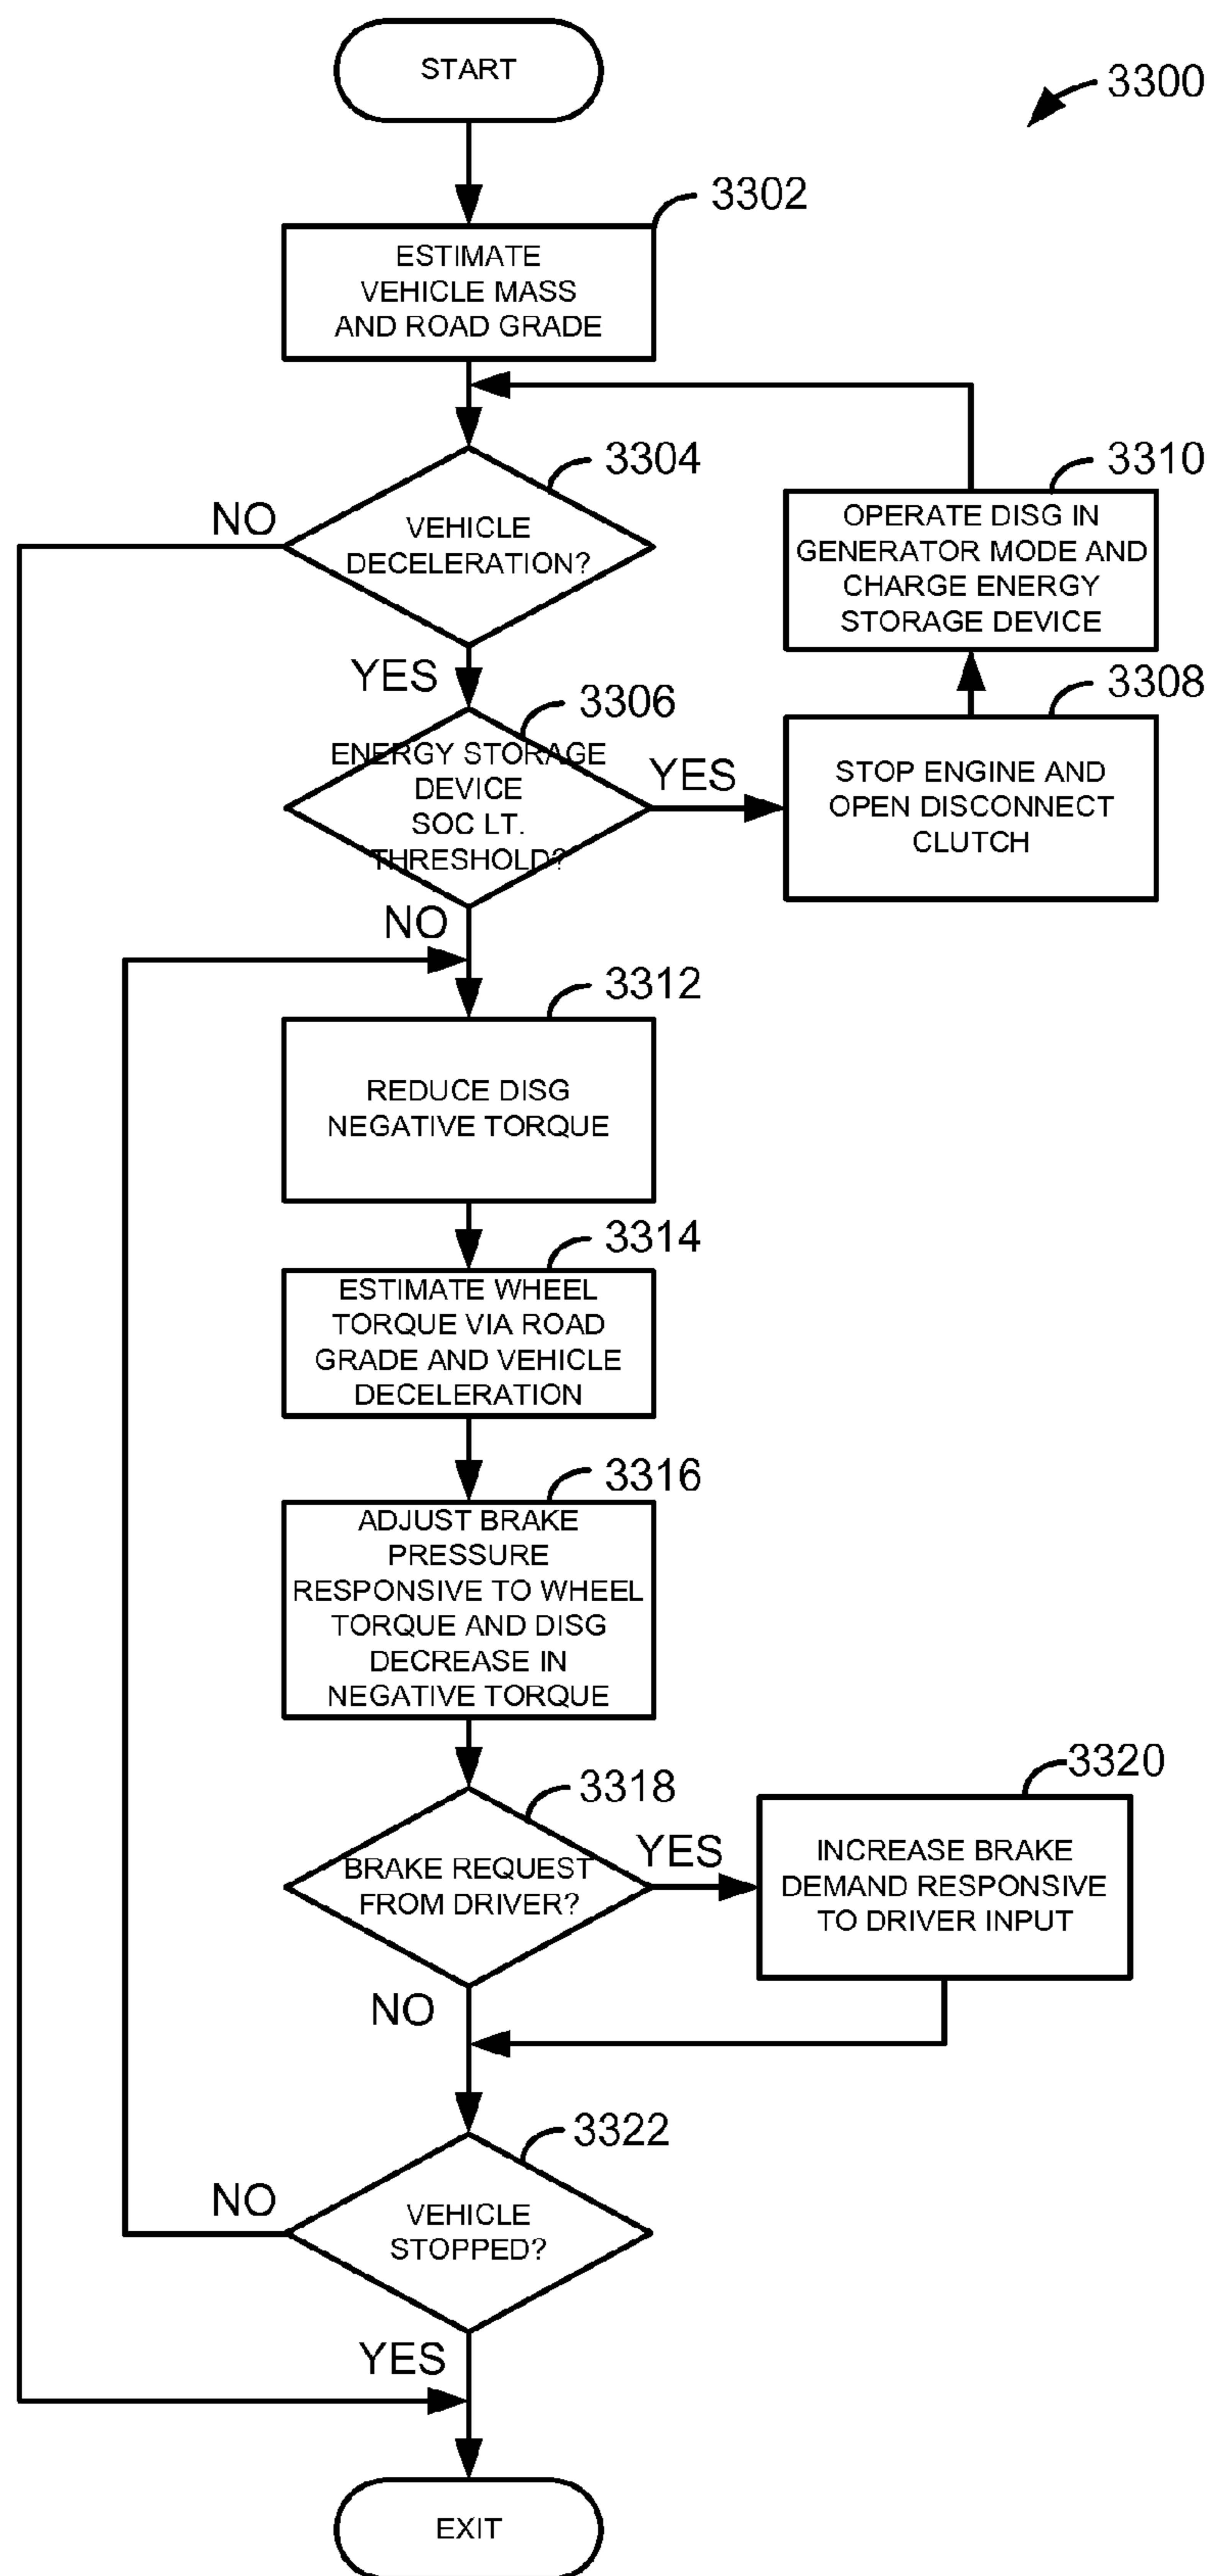 START
3300
3302
ESTIMATE
VEHICLE MASS
AND ROAD GRADE
3304
NO
VEHICLE
DECELERATION?
3310
OPERATE DISG IN
GENERATOR MODE AND
CHARGE ENERGY
STORAGE DEVICE
YES
3306
ENERGY STORAGE
DEVICE
SOC LT.
THRESHOLD?
YES
3308
STOP ENGINE AND
OPEN DISCONNECT
CLUTCH
NO
3312
REDUCE DISG
NEGATIVE TORQUE
3314
ESTIMATE WHEEL
TORQUE VIA ROAD
GRADE AND VEHICLE
DECELERATION
3316
ADJUST BRAKE
PRESSURE
RESPONSIVE TO WHEEL
TORQUE AND DISG
DECREASE IN
NEGATIVE TORQUE
3318
BRAKE REQUEST
FROM DRIVER?
YES
3320
INCREASE BRAKE
DEMAND RESPONSIVE
TO DRIVER INPUT
NO
3322
NO
VEHICLE
STOPPED?
YES
EXIT